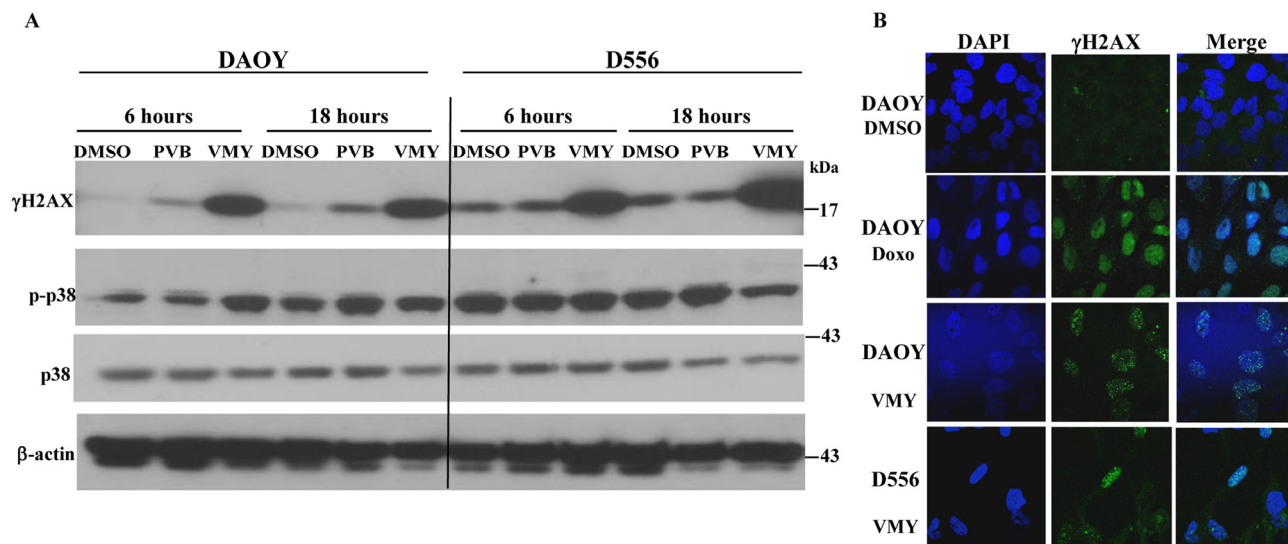 A
DAOY D556
6 hours 18 hours 6 hours 18 hours
DMSO PVB VMY DMSO PVB VMY DMSO PVB VMY DMSO PVB VMY
kDa
γH2AX
17
43
p-p38
43
p38
β-actin
43
B
DAPI γH2AX Merge
DAOY
DMSO
DAOY
Doxo
DAOY
VMY
D556
VMY